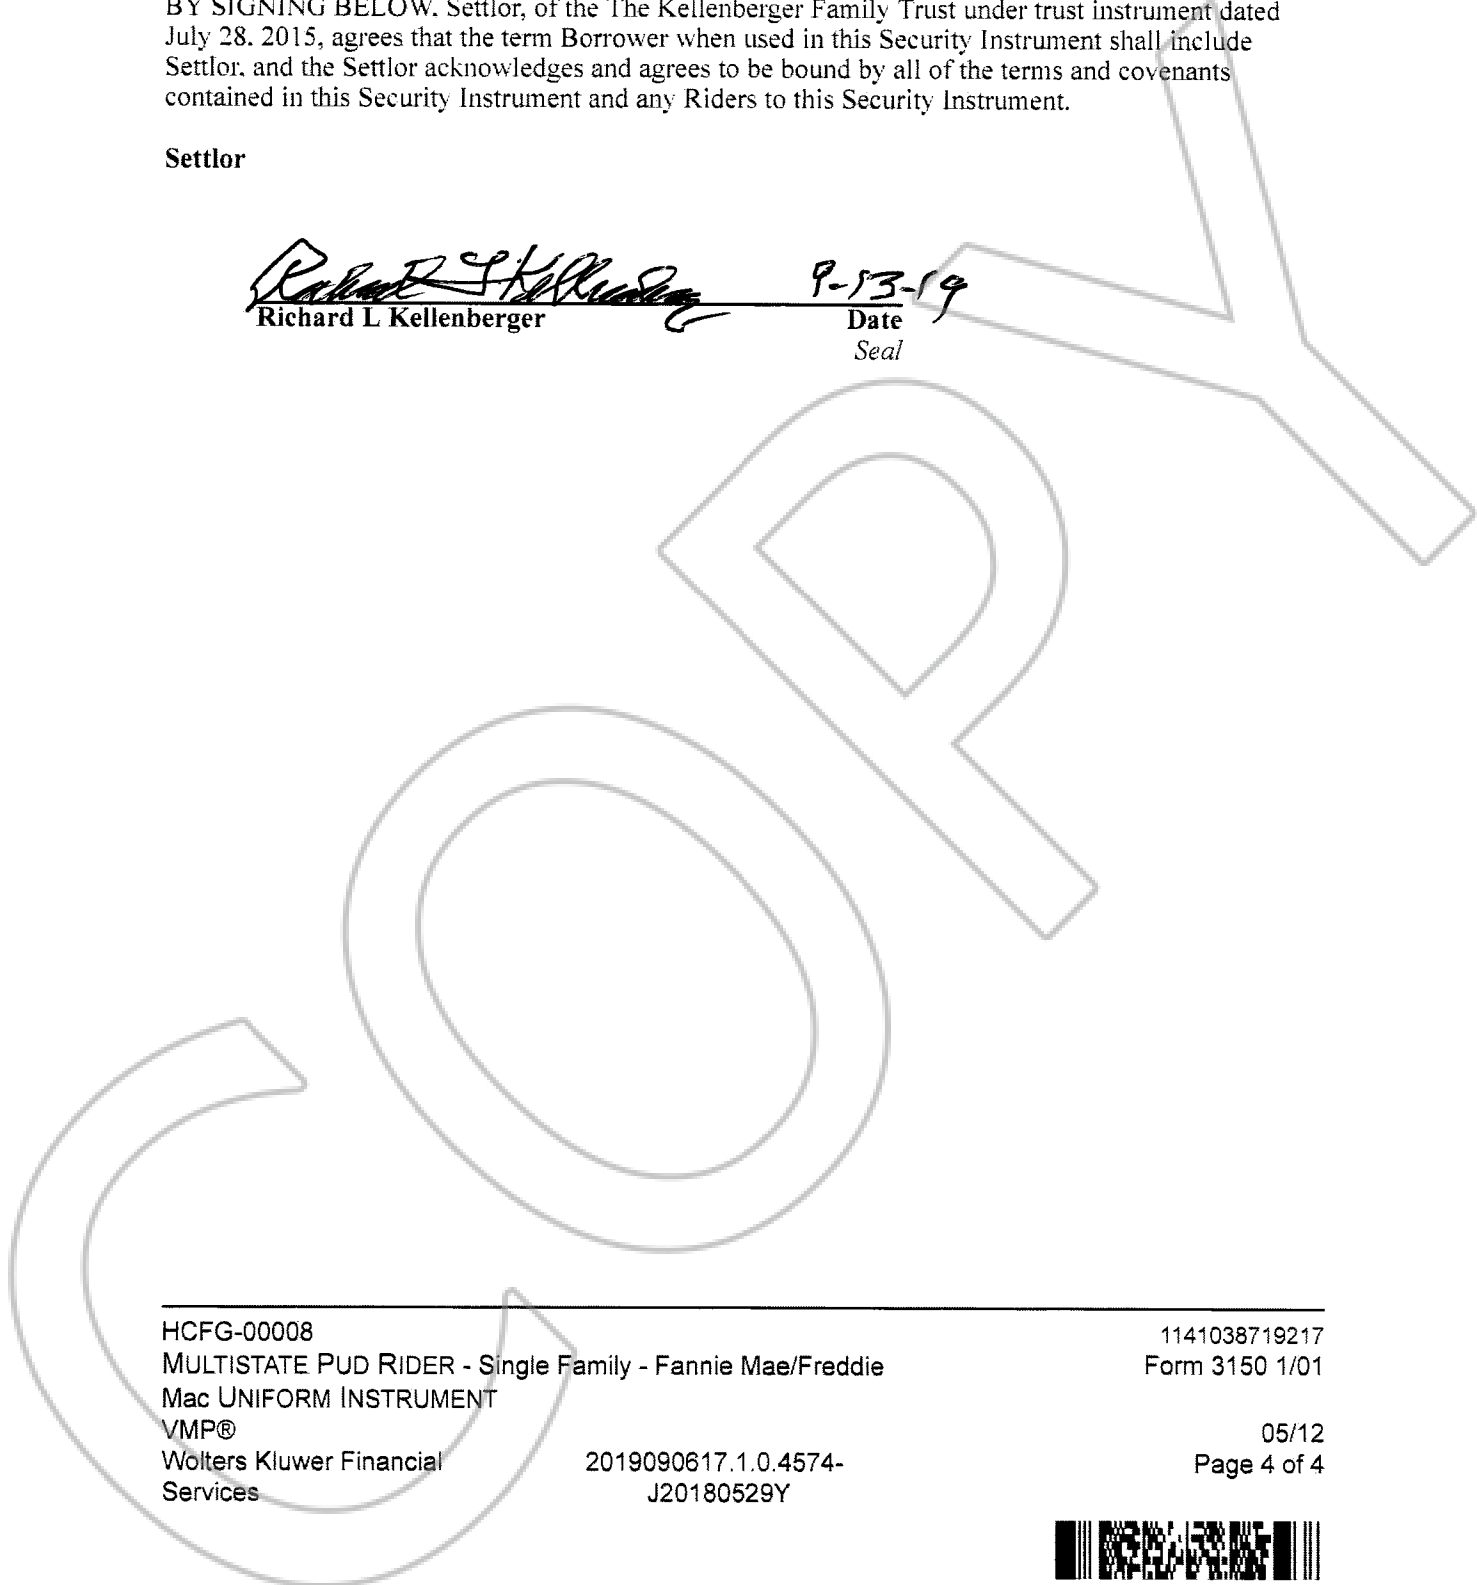 BY SIGNING BELOW, Settlor, of the The Kellenberger Family Trust under trust instrument dated
July 28. 2015, agrees that the term Borrower when used in this Security Instrument shall include
Settlor, and the Settlor acknowledges and agrees to be bound by all of the terms and covenants
contained in this Security Instrument and any Riders to this Security Instrument.
Settlor
Richard L Kellenberger 9-13-19
Richard L Kellenberger Date
Seal
COPY
HCFG-00008 1141038719217
MULTISTATE PUD RIDER - Single Family - Fannie Mae/Freddie Form 3150 1/01
Mac UNIFORM INSTRUMENT
VMP® 05/12
Wolters Kluwer Financial 2019090617.1.0.4574- Page 4 of 4
Services J20180529Y